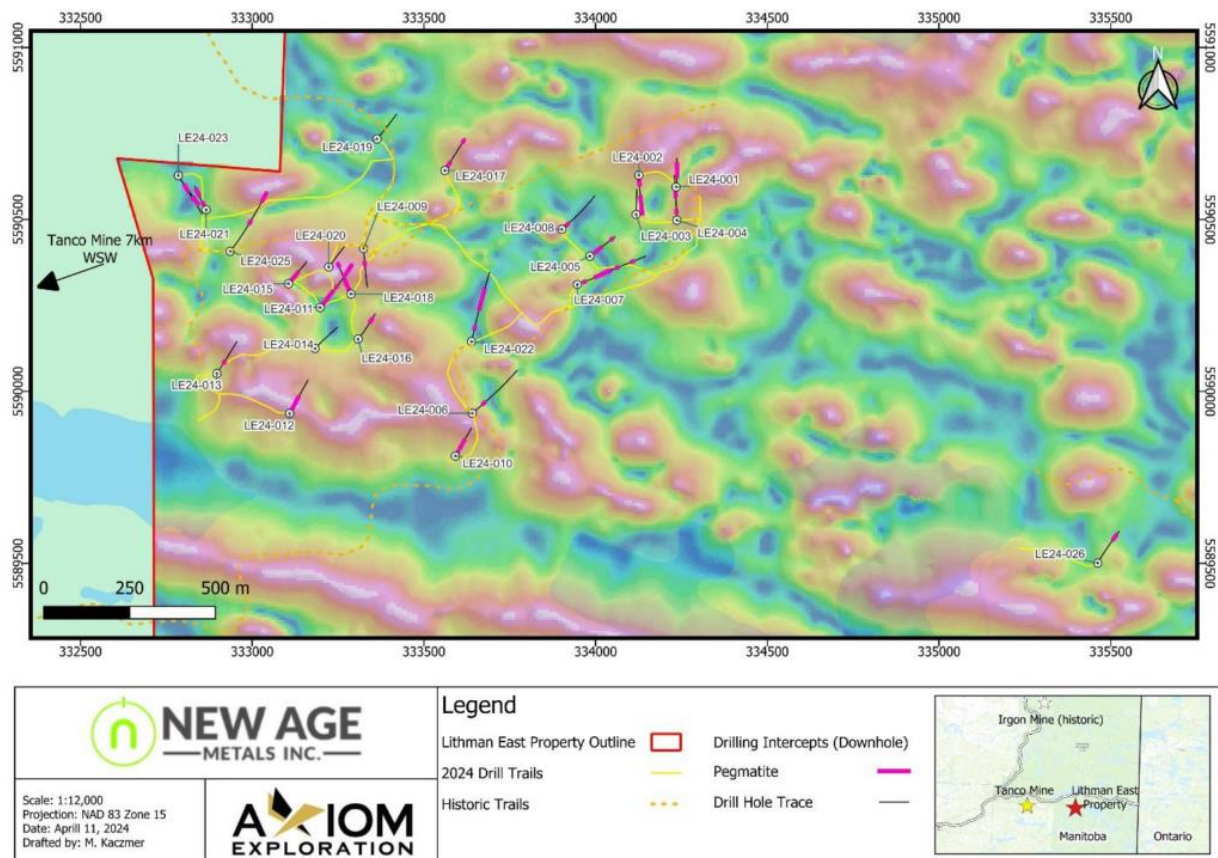 332500 333000 333500 334000 334500 335000 335500
5591000 5591000
N
LE24-023
LE24-019
LE24-002
LE24-017
LE24-001
LE24-009
LE24-008
5590500 5590500
LE24-021
LE24-020
LE24-003
LE24-004
Tanco Mine 7km
WSW
LE24-025
LE24-005
LE24-015
LE24-018
LE24-007
LE24-011
LE24-014
LE24-016
LE24-022
LE24-013
5590000 5590000
LE24-006
LE24-012
LE24-010
LE24-026
5589500 5589500
0 250 500 m
332500 333000 333500 334000 334500 335000 335500
n NEW AGE
METALS INC.
Scale: 1:12,000
Projection: NAD 83 Zone 15
Date: Aprill 11, 2024
Drafted by: M. Kaczmer
AXIOM
EXPLORATION
Legend
Lithman East Property Outline
2024 Drill Trails
Historic Trails
Drilling Intercepts (Downhole)
Pegmatite
Drill Hole Trace
Irgon Mine (historic)
Tanco Mine
Lithman East
Property
Manitoba
Ontario